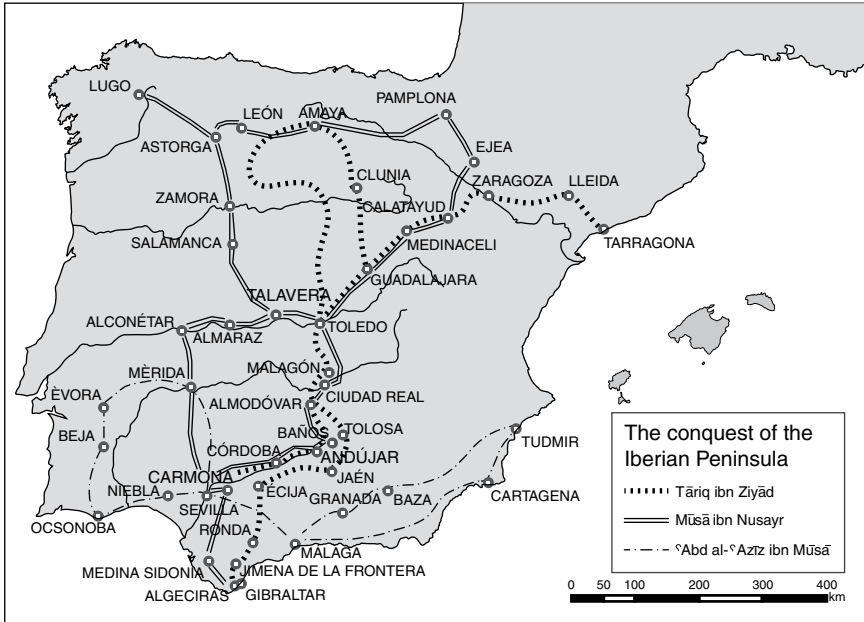 LUGO
LEÓN
AMAYA
PAMPLONA
ASTORGA
EJEA
CLUNIA
ZARAGOZA
LLEIDA
ZAMORA
CALATAYUD
SALAMANCA
MEDINACELI
TARRAGONA
GUADALAJARA
TALAVERA
ALCONÉTAR
TOLEDO
ALMARAZ
MALAGÓN
MÈRIDA
CIUDAD REAL
ÈVORA
ALMODÓVAR
BAÑOS
TOLOSA
BEJA
TUDMIR
CÓRDOBA
ANDÚJAR
CARMONA
JAÉN
NIEBLA
ÉCIJA
CARTAGENA
SEVILLA
GRANADA
BAZA
OCSONOBA
RONDA
MÁLAGA
MEDINA SIDONIA
JIMENA DE LA FRONTERA
ALGECIRAS
GIBRALTAR
The conquest of the
Iberian Peninsula
Tāriq ibn Ziyād
Mūsā ibn Nusayr
ʿAbd al-ʿAzīz ibn Mūsā
0 50 100 200 300 400
km